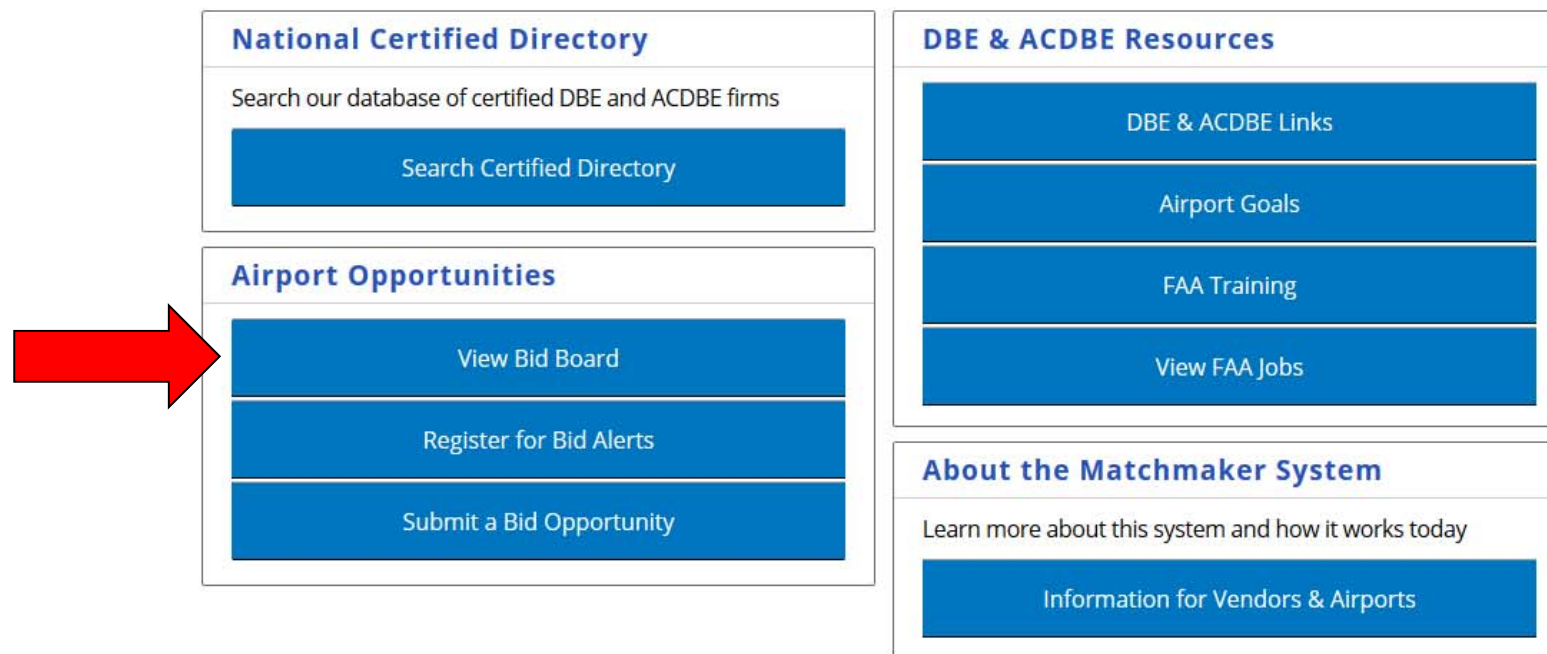 National Certified Directory
Search our database of certified DBE and ACDBE firms
Search Certified Directory
Airport Opportunities
View Bid Board
Register for Bid Alerts
Submit a Bid Opportunity
DBE & ACDBE Resources
DBE & ACDBE Links
Airport Goals
FAA Training
View FAA Jobs
About the Matchmaker System
Learn more about this system and how it works today
Information for Vendors & Airports